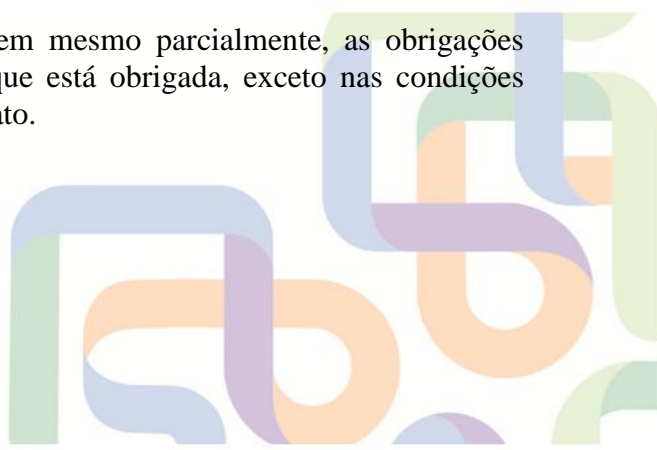 em mesmo parcialmente, as obrigações
que está obrigada, exceto nas condições
ato.